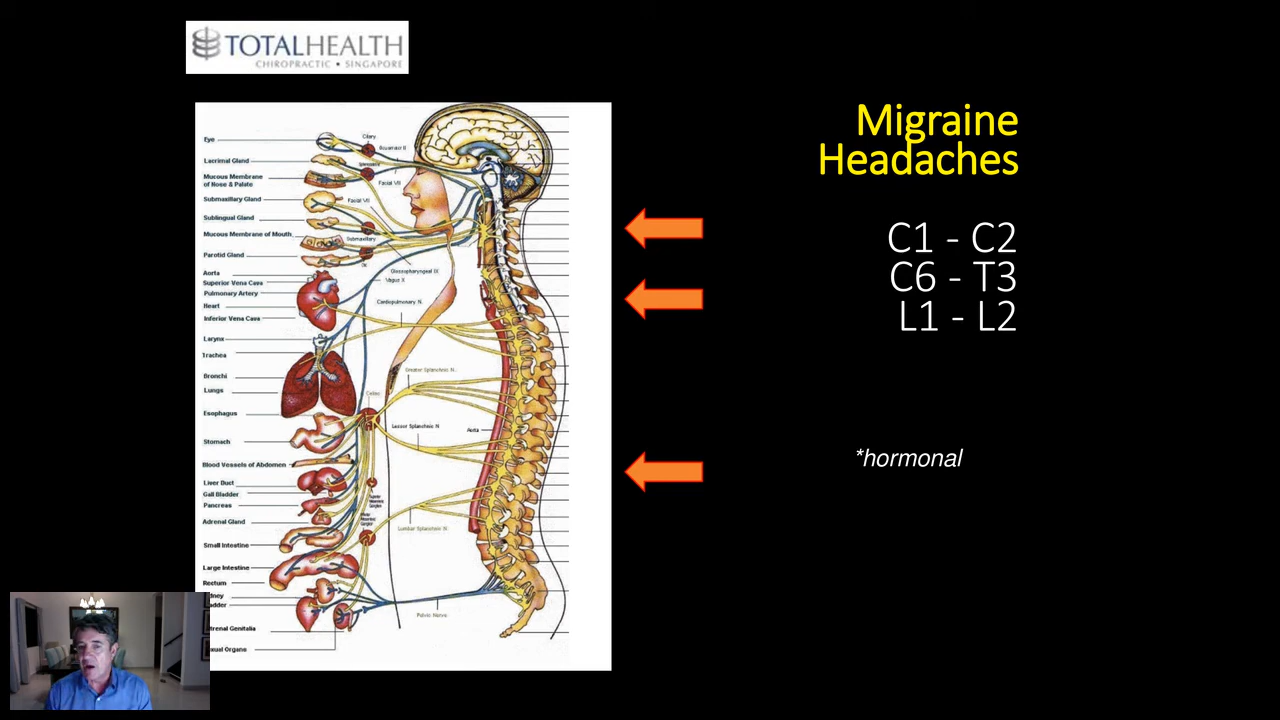 TOTALHEALTH
CHIROPRACTIC • SINGAPORE
Migraine
Headaches
C1 - C2
C6 - T3
L1 - L2
*hormonal
Eye
Lacrimal Gland
Mucous Membrane
of Nose & Palate
Submaxillary Gland
Sublingual Gland
Mucous Membrane of Mouth
Parotid Gland
Aorta
Superior Vena Cava
Pulmonary Artery
Heart
Inferior Vena Cava
Larynx
Trachea
Bronchi
Lungs
Esophagus
Stomach
Blood Vessels of Abdomen
Liver Duct
Gall Bladder
Pancreas
Adrenal Gland
Small Intestine
Large Intestine
Rectum
Facial VII
Facial VII
Submaxillary
Glossopharyngeal IX
Cardiopulmonary N.
Greater Splanchnic N.
Lesser Splanchnic N
Aorta
Lumbar Splanchnic N.
Pelvic Nerve